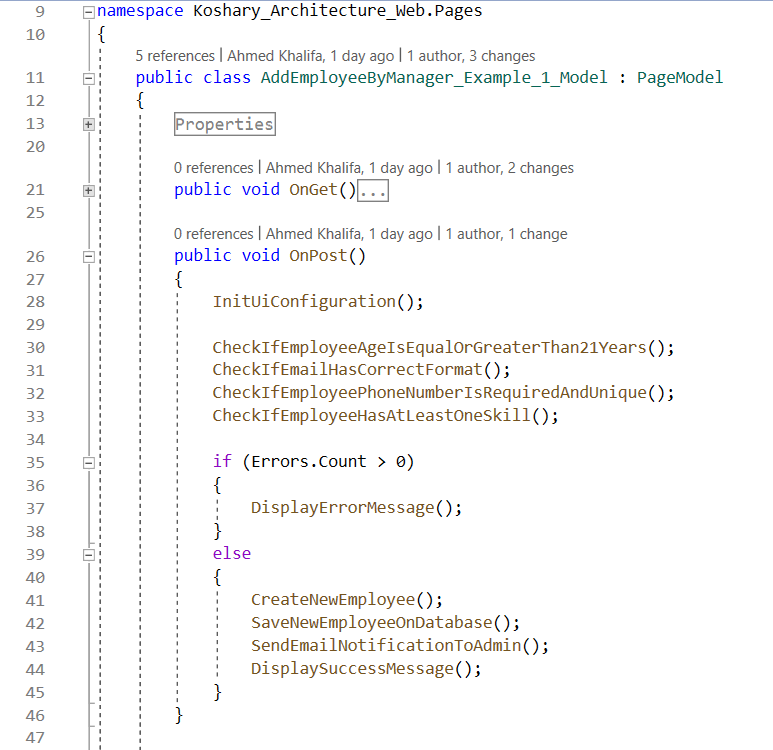 9 namespace Koshary_Architecture_Web.Pages
10 {
5 references | Ahmed Khalifa, 1 day ago | 1 author, 3 changes
11 public class AddEmployeeByManager_Example_1_Model : PageModel
12 {
13 Properties
20
0 references | Ahmed Khalifa, 1 day ago | 1 author, 2 changes
21 public void OnGet()...
25
0 references | Ahmed Khalifa, 1 day ago | 1 author, 1 change
26 public void OnPost()
27 {
28 InitUiConfiguration();
29
30 CheckIfEmployeeAgeIsEqualOrGreaterThan21Years();
31 CheckIfEmailHasCorrectFormat();
32 CheckIfEmployeePhoneNumberIsRequiredAndUnique();
33 CheckIfEmployeeHasAtLeastOneSkill();
34
35 if (Errors.Count > 0)
36 {
37 DisplayErrorMessage();
38 }
39 else
40 {
41 CreateNewEmployee();
42 SaveNewEmployeeOnDatabase();
43 SendEmailNotificationToAdmin();
44 DisplaySuccessMessage();
45 }
46 }
47